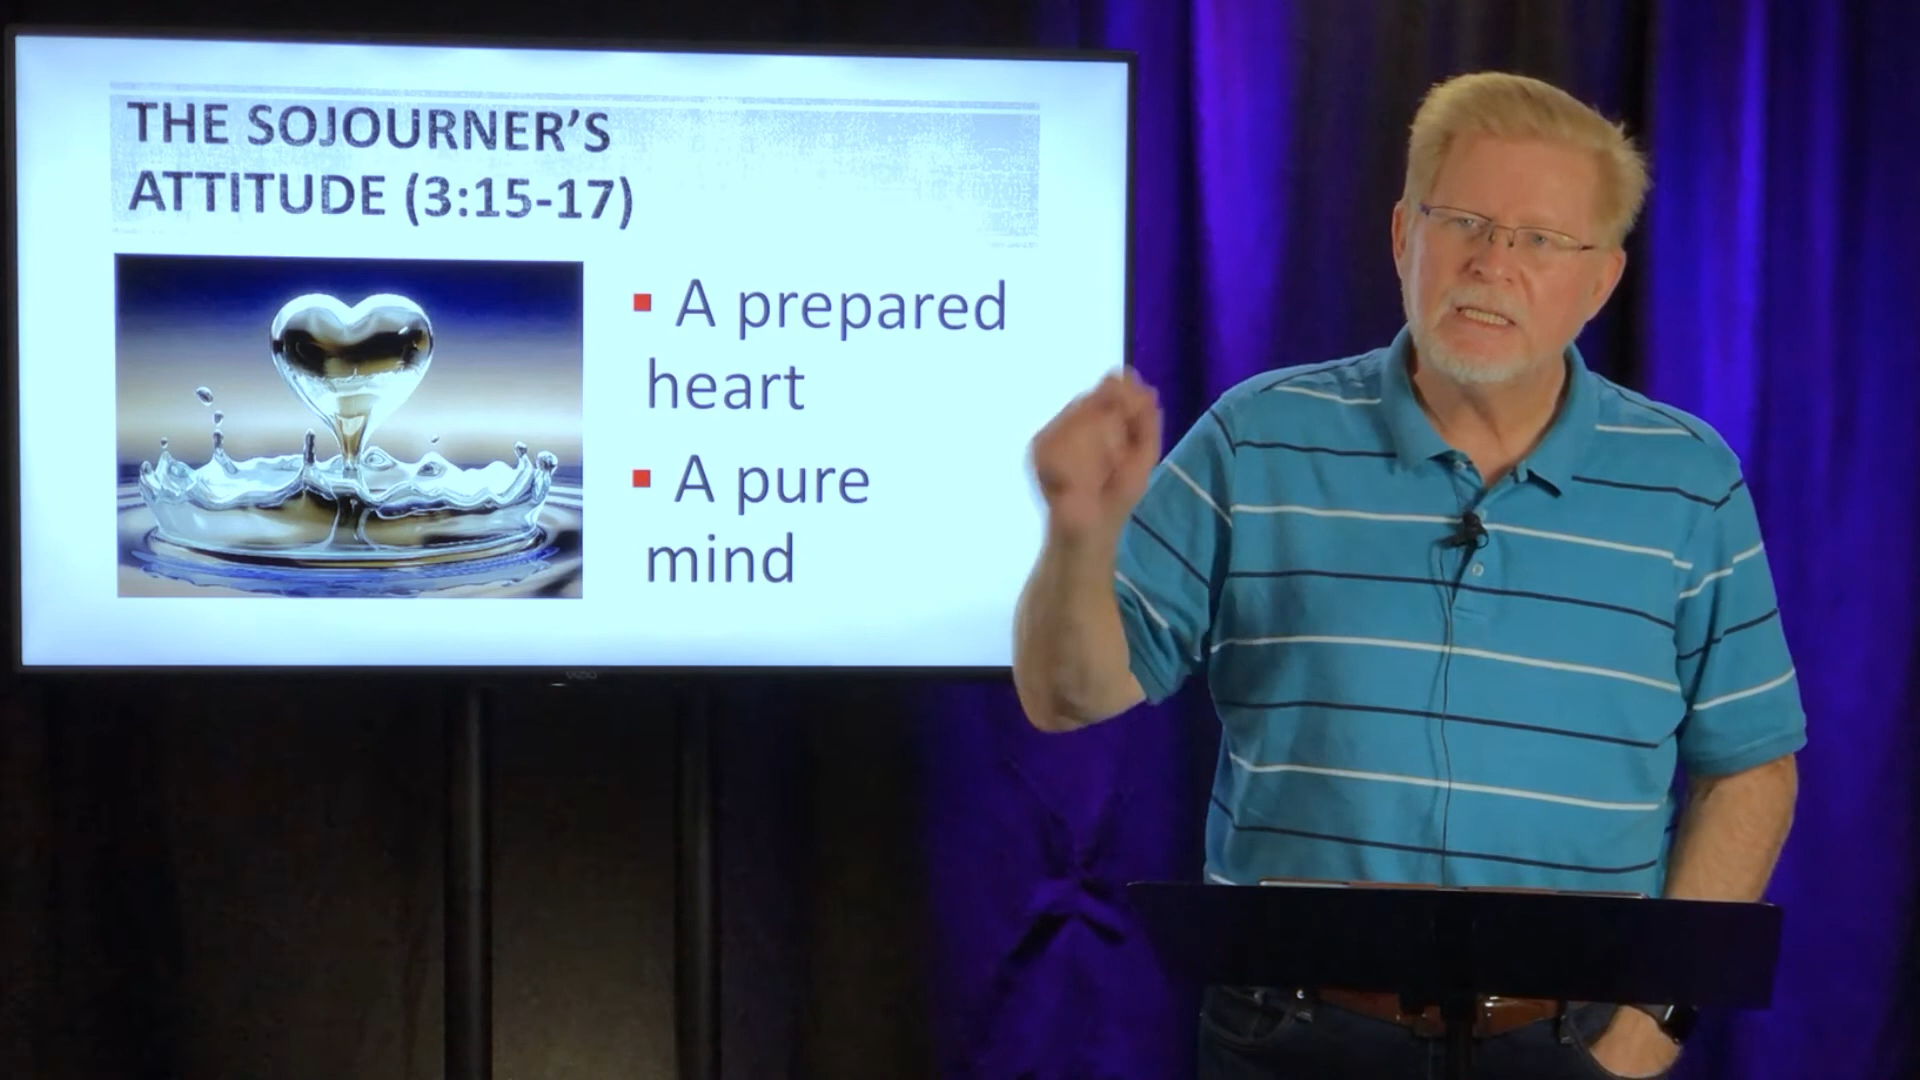 THE SOJOURNER’S
ATTITUDE (3:15-17)
▪ A prepared
heart
▪ A pure
mind